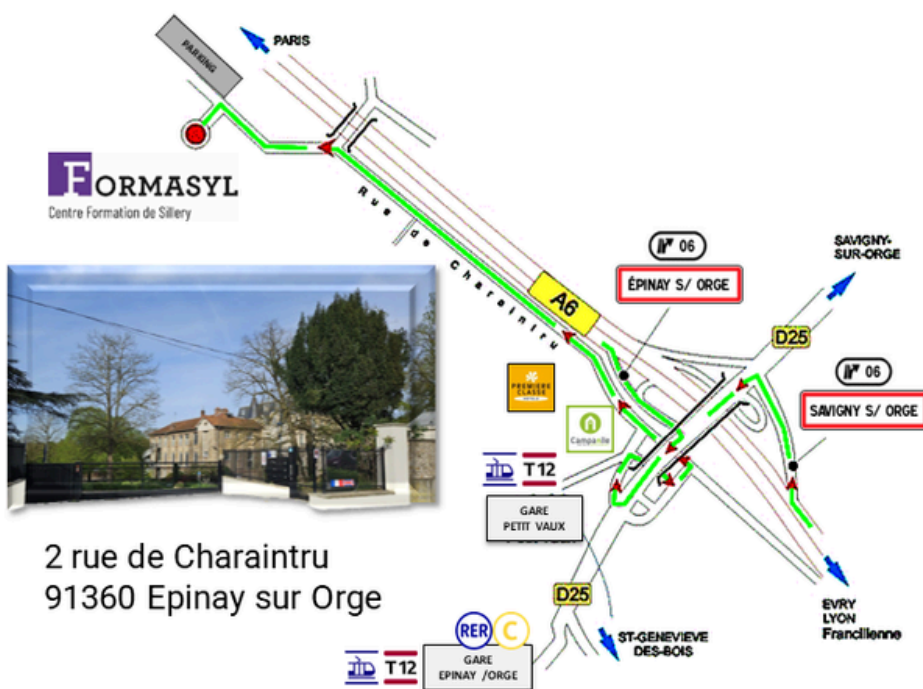 PARKING
PARIS
FORMASYL
Centre Formation de Sillery
Rue de Charaintru
06
ÉPINAY S/ ORGE
SAVIGNY-
SUR-ORGE
A6
D25
06
SAVIGNY S/ ORGE
PREMIERE
CLASSE
Campanile
T12
GARE
PETIT VAUX
2 rue de Charaintru
91360 Epinay sur Orge
D25
EVRY
LYON
Francilienne
RER C
ST-GENEVIEVE
DES-BOIS
T12
GARE
EPINAY /ORGE